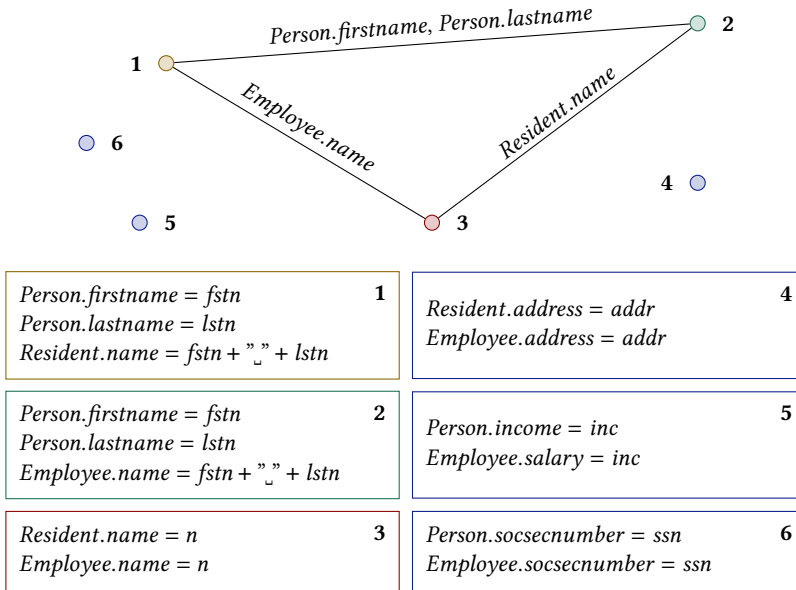 Person.firstname, Person.lastname
2
1
Employee.name
Resident.name
6
4
5
3
Person.firstname = fstn
1
Person.lastname = lstn
Resident.name = fstn + ”␣” + lstn
Resident.address = addr
4
Employee.address = addr
Person.firstname = fstn
2
Person.lastname = lstn
Employee.name = fstn + ”␣” + lstn
Person.income = inc
5
Employee.salary = inc
Resident.name = n
3
Employee.name = n
Person.socsecnumber = ssn
6
Employee.socsecnumber = ssn